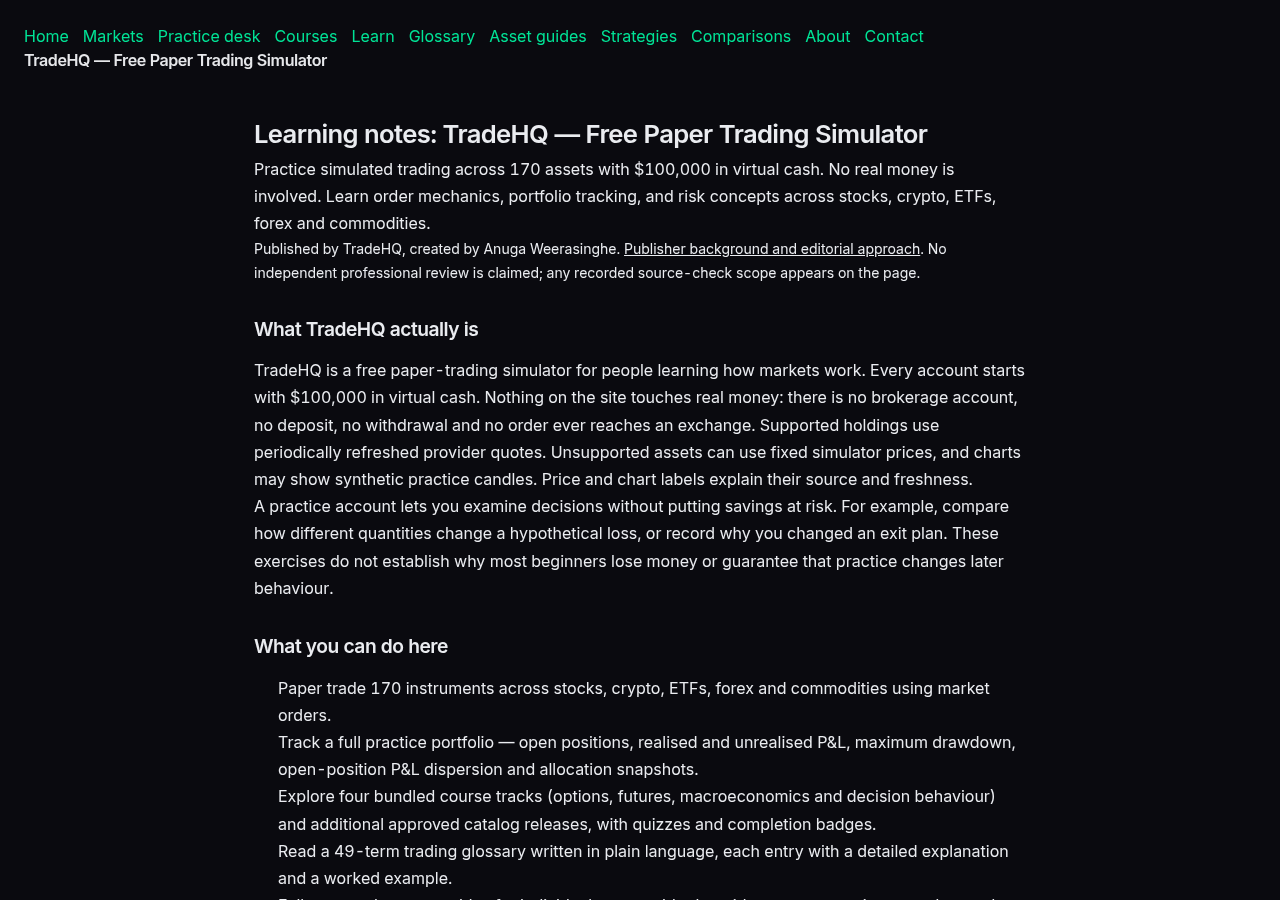 Home Markets Practice desk Courses Learn Glossary Asset guides Strategies Comparisons About Contact
TradeHQ — Free Paper Trading Simulator
Learning notes: TradeHQ — Free Paper Trading Simulator
Practice simulated trading across 170 assets with $100,000 in virtual cash. No real money is
involved. Learn order mechanics, portfolio tracking, and risk concepts across stocks, crypto, ETFs,
forex and commodities.
Published by TradeHQ, created by Anuga Weerasinghe. Publisher background and editorial approach. No
independent professional review is claimed; any recorded source-check scope appears on the page.
What TradeHQ actually is
TradeHQ is a free paper-trading simulator for people learning how markets work. Every account starts
with $100,000 in virtual cash. Nothing on the site touches real money: there is no brokerage account,
no deposit, no withdrawal and no order ever reaches an exchange. Supported holdings use
periodically refreshed provider quotes. Unsupported assets can use fixed simulator prices, and charts
may show synthetic practice candles. Price and chart labels explain their source and freshness.
A practice account lets you examine decisions without putting savings at risk. For example, compare
how different quantities change a hypothetical loss, or record why you changed an exit plan. These
exercises do not establish why most beginners lose money or guarantee that practice changes later
behaviour.
What you can do here
Paper trade 170 instruments across stocks, crypto, ETFs, forex and commodities using market
orders.
Track a full practice portfolio — open positions, realised and unrealised P&L, maximum drawdown,
open-position P&L dispersion and allocation snapshots.
Explore four bundled course tracks (options, futures, macroeconomics and decision behaviour)
and additional approved catalog releases, with quizzes and completion badges.
Read a 49-term trading glossary written in plain language, each entry with a detailed explanation
and a worked example.